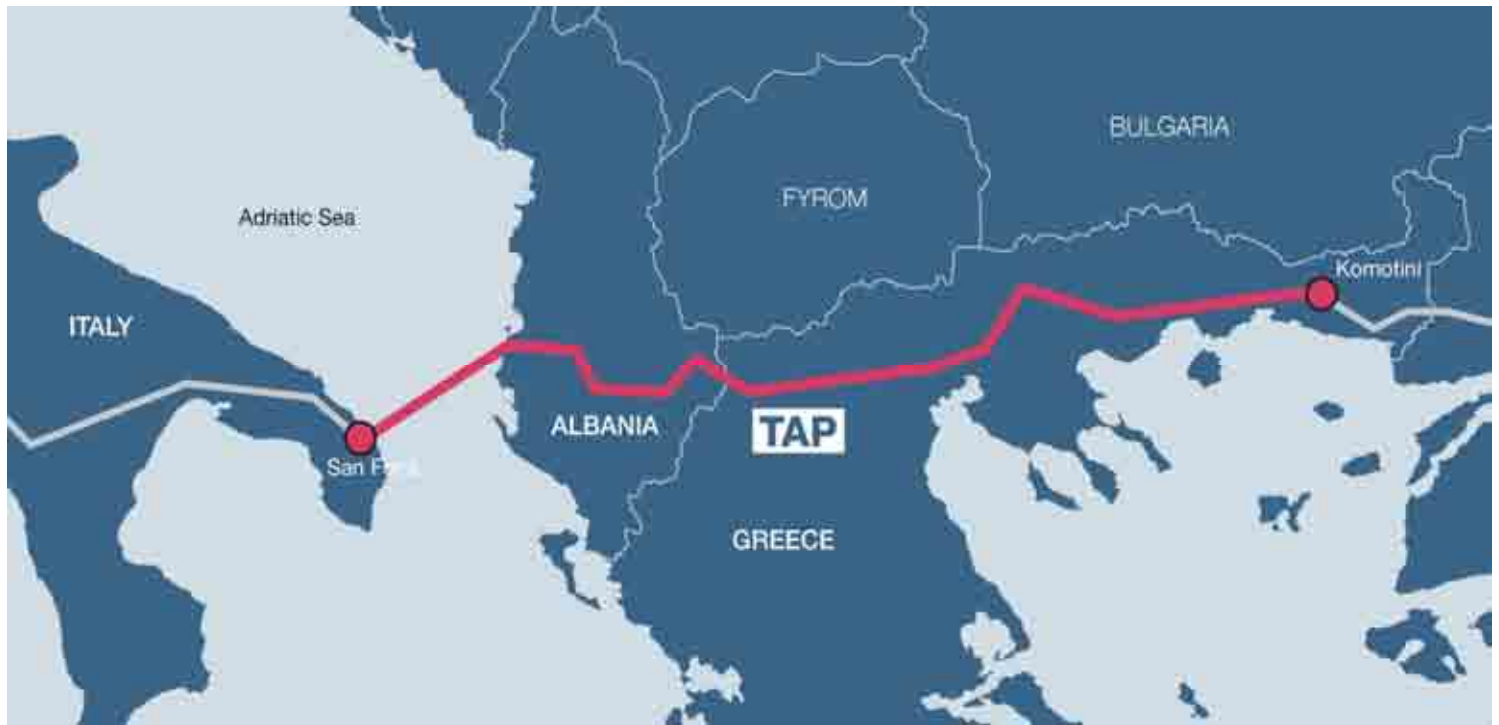 BULGARIA
FYROM
Adriatic Sea
Komotini
ITALY
ALBANIA
TAP
San
GREECE